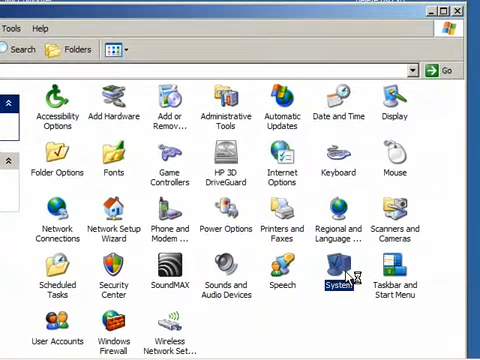 Tools Help
Search Folders
Go
Accessibility Options
Add Hardware
Add or Remov...
Administrative Tools
Automatic Updates
Date and Time
Display
Folder Options
Fonts
Game Controllers
HP 3D DriveGuard
Internet Options
Keyboard
Mouse
Network Connections
Network Setup Wizard
Phone and Modem ...
Power Options
Printers and Faxes
Regional and Language ...
Scanners and Cameras
Scheduled Tasks
Security Center
SoundMAX
Sounds and Audio Devices
Speech
System
Taskbar and Start Menu
User Accounts
Windows Firewall
Wireless Network Set...